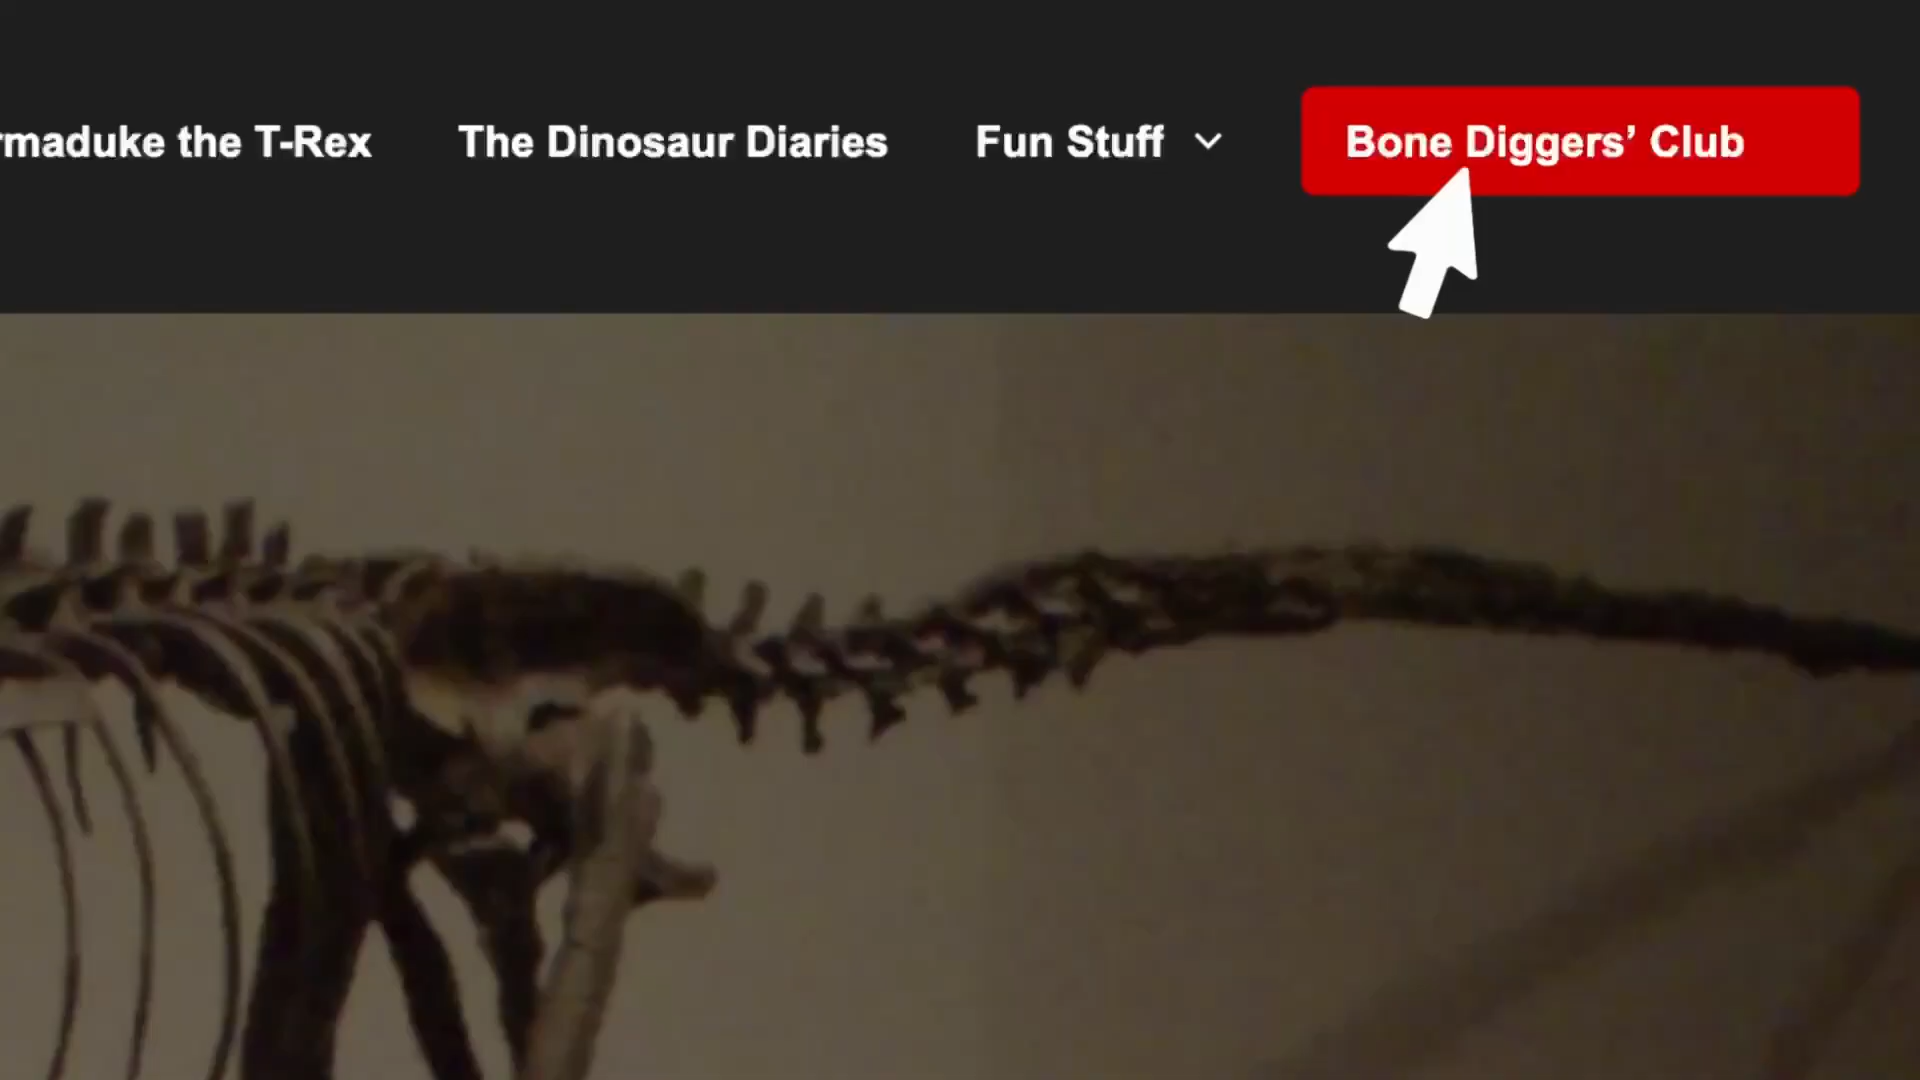 rmaduke the T-Rex The Dinosaur Diaries Fun Stuff Bone Diggers’ Club